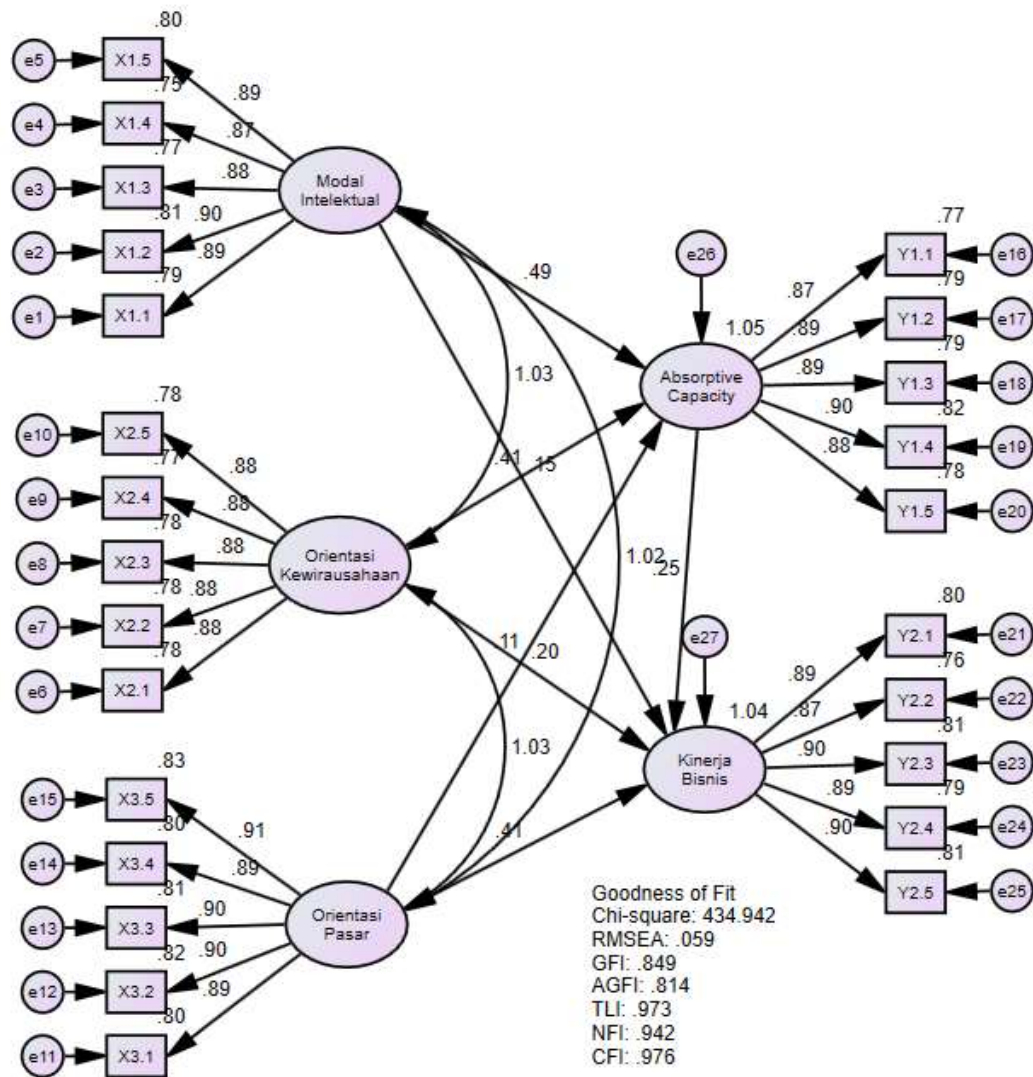 .80
e5
X1.5
.89
.75
e4
X1.4
.87
.77
e3
X1.3
.88
.81
e2
X1.2
.90
.79
e1
X1.1
.89
Modal
Intelektual
.78
e10
X2.5
.88
.77
e9
X2.4
.88
.78
e8
X2.3
.88
.78
e7
X2.2
.88
.78
e6
X2.1
.88
Orientasi
Kewirausahaan
.83
e15
X3.5
.91
.80
e14
X3.4
.89
.81
e13
X3.3
.90
.82
e12
X3.2
.90
.80
e11
X3.1
.89
Orientasi
Pasar
.49
1.03
.41
.15
1.02
.25
.11
.20
1.03
.41
e26
1.05
Absorptive
Capacity
.77
.87
Y1.1
e16
.79
.89
Y1.2
e17
.79
.89
Y1.3
e18
.82
.90
Y1.4
e19
.78
.88
Y1.5
e20
e27
1.04
Kinerja
Bisnis
.80
.89
Y2.1
e21
.76
.87
Y2.2
e22
.81
.90
Y2.3
e23
.79
.89
Y2.4
e24
.81
.90
Y2.5
e25
Goodness of Fit
Chi-square: 434.942
RMSEA: .059
GFI: .849
AGFI: .814
TLI: .973
NFI: .942
CFI: .976